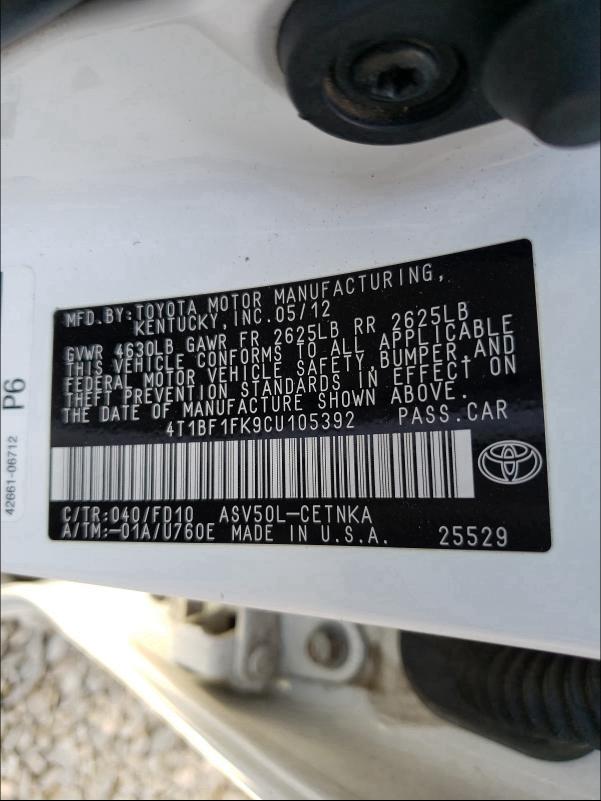 MFD.BY:TOYOTA MOTOR MANUFACTURING,
KENTUCKY,INC.05/12
GVWR 4630LB GAWR FR 2625LB RR 2625LB
THIS VEHICLE CONFORMS TO ALL APPLICABLE
FEDERAL MOTOR VEHICLE SAFETY,BUMPER,AND
THEFT PREVENTION STANDARDS IN EFFECT ON
THE DATE OF MANUFACTURE SHOWN ABOVE.
4T1BF1FK9CU105392 PASS.CAR
C/TR:040/FD10 ASV50L-CETNKA
A/TM:-01A/U760E MADE IN U.S.A. 25529
P6
42661-06712